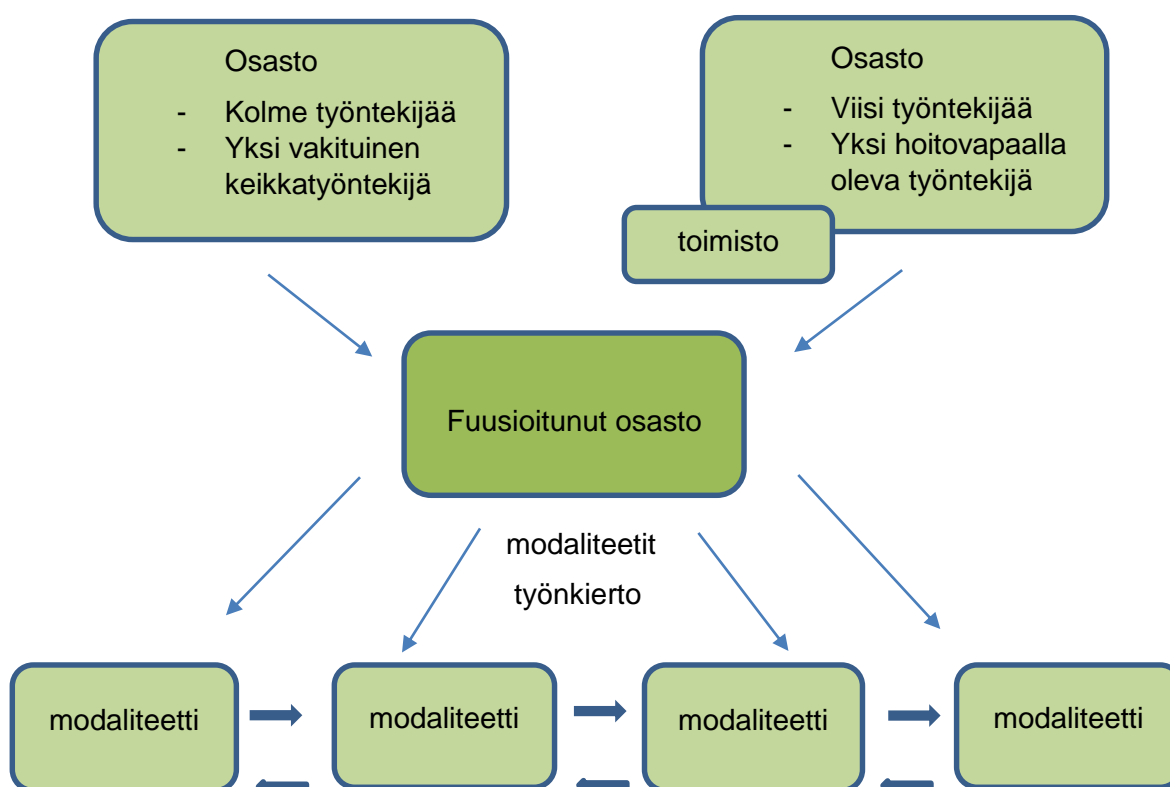 Osasto
- Kolme työntekijää
- Yksi vakituinen
keikkatyöntekijä
Osasto
- Viisi työntekijää
- Yksi hoitovapaalla
oleva työntekijä
toimisto
Fuusioitunut osasto
modaliteetit
työnkierto
modaliteetti
modaliteetti
modaliteetti
modaliteetti